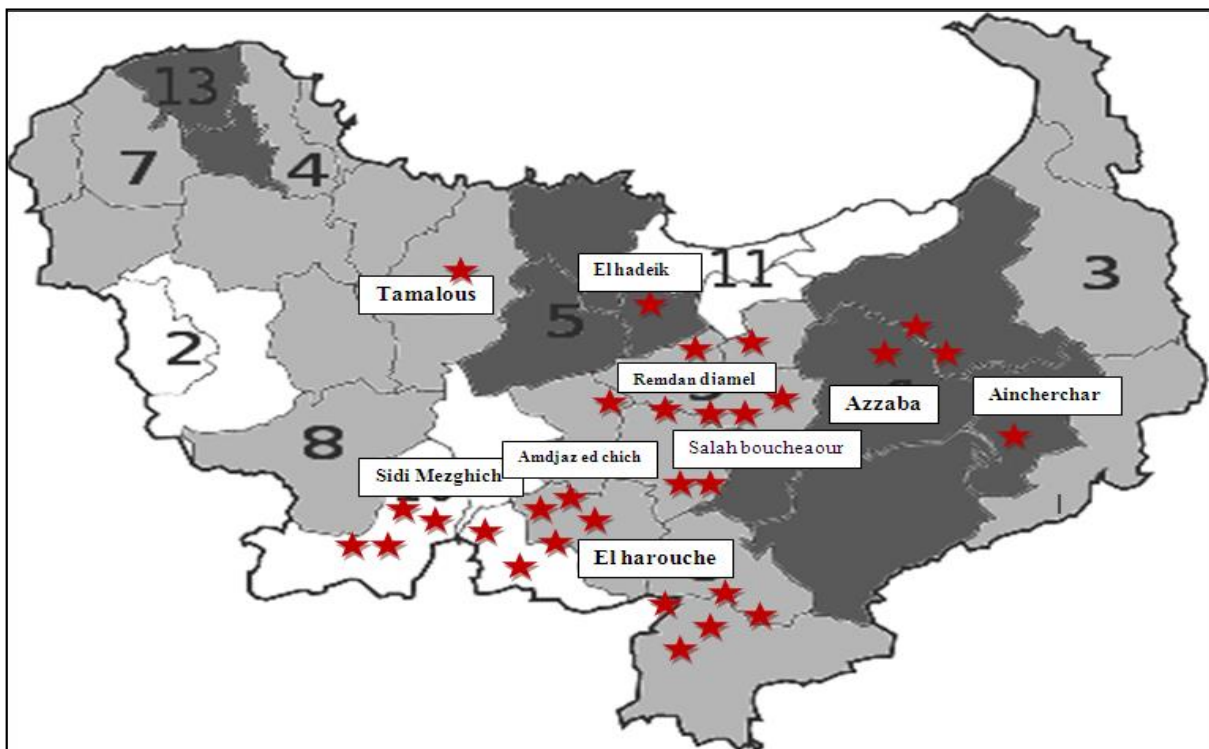 13
7
4
11
3
El hadeik
Tamalous
5
2
Remdan djamel
Azzaba
Aincherchar
8
Salah boucheaour
Amdjaz ed chich
Sidi Mezghich
El harouche